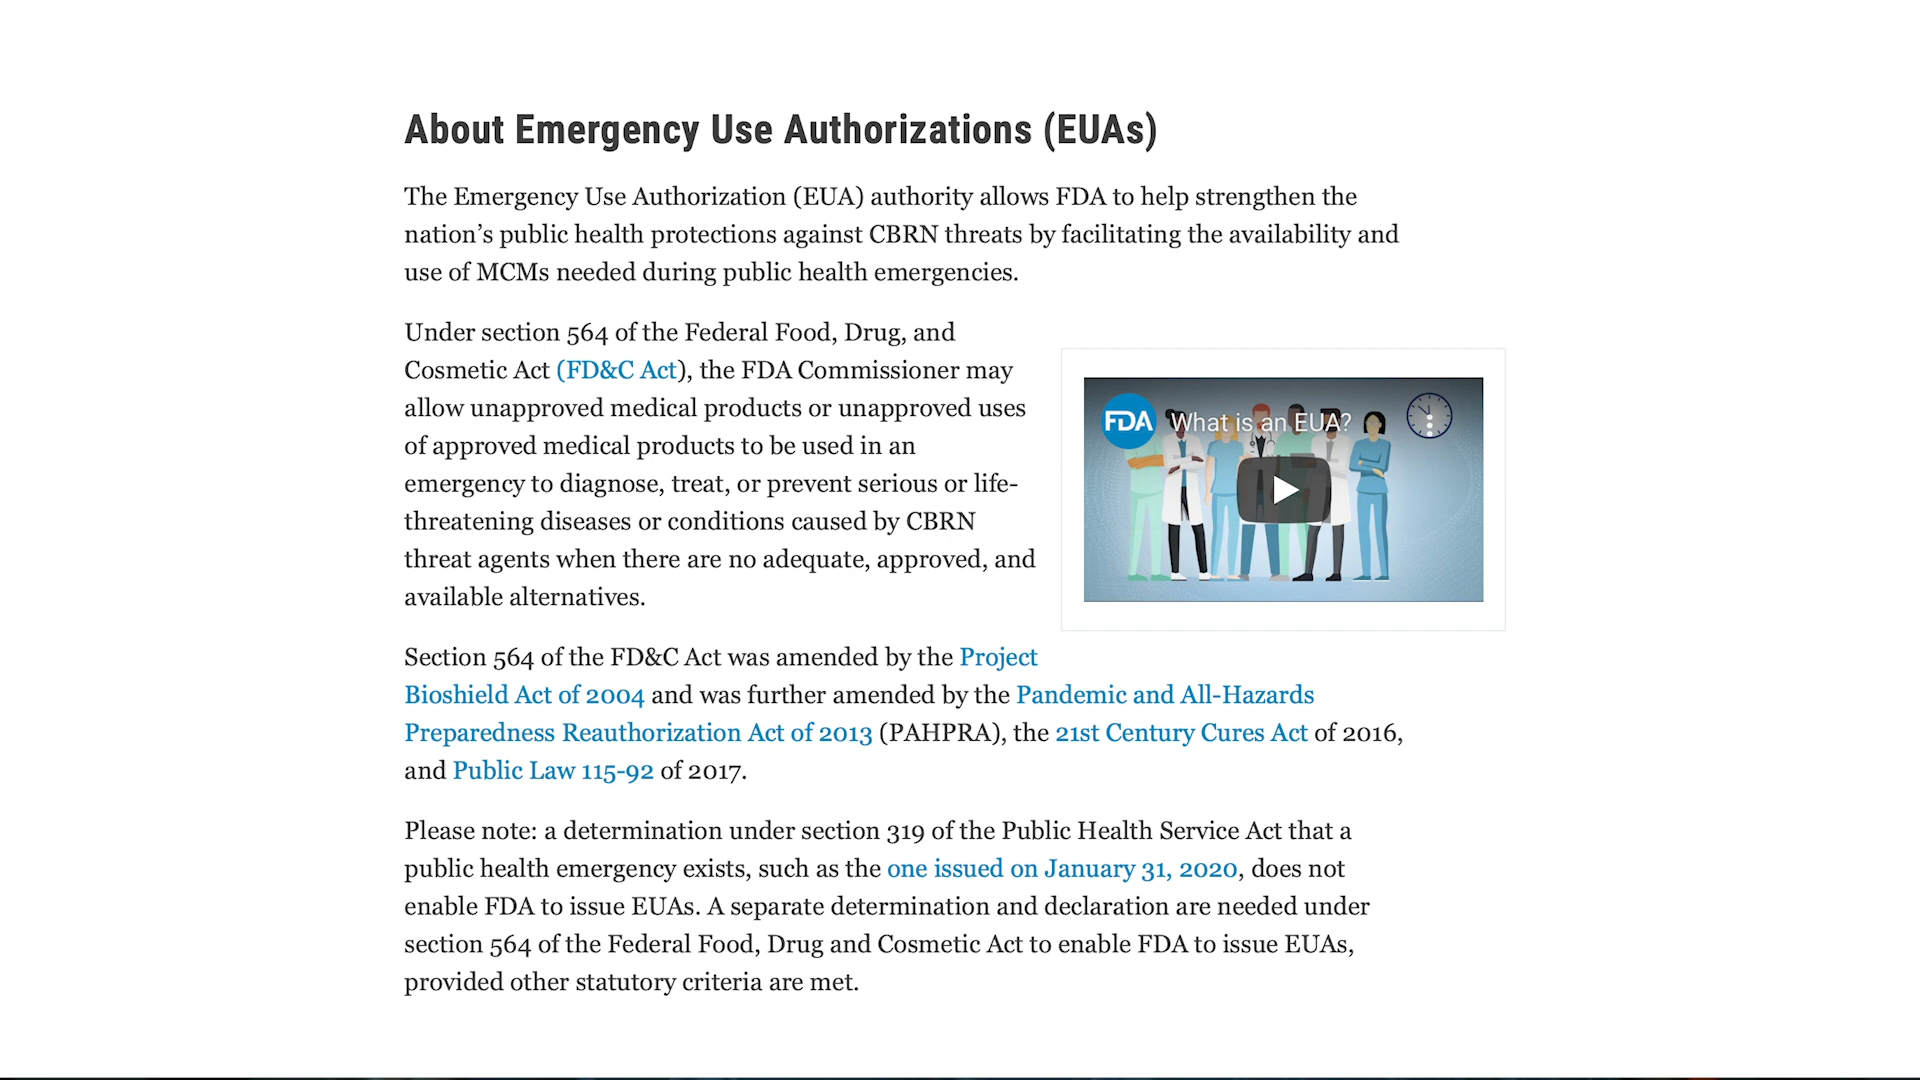 About Emergency Use Authorizations (EUAs)
The Emergency Use Authorization (EUA) authority allows FDA to help strengthen the
nation’s public health protections against CBRN threats by facilitating the availability and
use of MCMs needed during public health emergencies.
Under section 564 of the Federal Food, Drug, and
Cosmetic Act (FD&C Act), the FDA Commissioner may
allow unapproved medical products or unapproved uses
of approved medical products to be used in an
emergency to diagnose, treat, or prevent serious or life-
threatening diseases or conditions caused by CBRN
threat agents when there are no adequate, approved, and
available alternatives.
FDA What is an EUA?
Section 564 of the FD&C Act was amended by the Project
Bioshield Act of 2004 and was further amended by the Pandemic and All-Hazards
Preparedness Reauthorization Act of 2013 (PAHPRA), the 21st Century Cures Act of 2016,
and Public Law 115-92 of 2017.
Please note: a determination under section 319 of the Public Health Service Act that a
public health emergency exists, such as the one issued on January 31, 2020, does not
enable FDA to issue EUAs. A separate determination and declaration are needed under
section 564 of the Federal Food, Drug and Cosmetic Act to enable FDA to issue EUAs,
provided other statutory criteria are met.